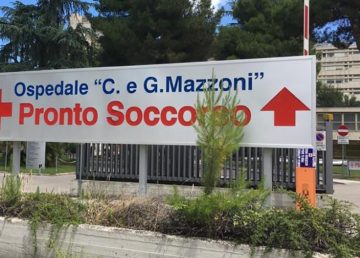 Ospedale "C. e G.Mazzoni"
Pronto Soccorso